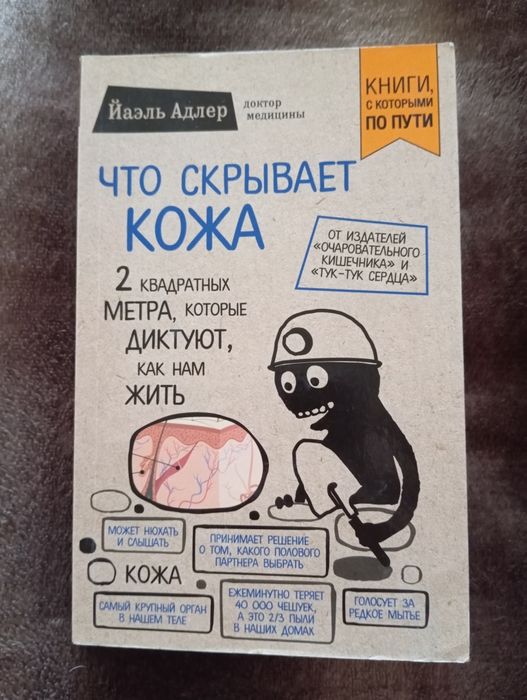 Йаэль Адлер
доктор
медицины
КНИГИ,
С КОТОРЫМИ
ПО ПУТИ
ЧТО СКРЫВАЕТ
КОЖА
ОТ ИЗДАТЕЛЕЙ
«ОЧАРОВАТЕЛЬНОГО
КИШЕЧНИКА» И
«ТУК-ТУК СЕРДЦА»
2 КВАДРАТНЫХ
МЕТРА, КОТОРЫЕ
ДИКТУЮТ,
КАК НАМ
ЖИТЬ
МОЖЕТ НЮХАТЬ
И СЛЫШАТЬ
ПРИНИМАЕТ РЕШЕНИЕ
О ТОМ, КАКОГО ПОЛОВОГО
ПАРТНЕРА ВЫБРАТЬ
КОЖА
САМЫЙ КРУПНЫЙ ОРГАН
В НАШЕМ ТЕЛЕ
ЕЖЕМИНУТНО ТЕРЯЕТ
40 000 ЧЕШУЕК,
А ЭТО 2/3 ПЫЛИ
В НАШИХ ДОМАХ
ГОЛОСУЕТ ЗА
РЕДКОЕ МЫТЬЕ